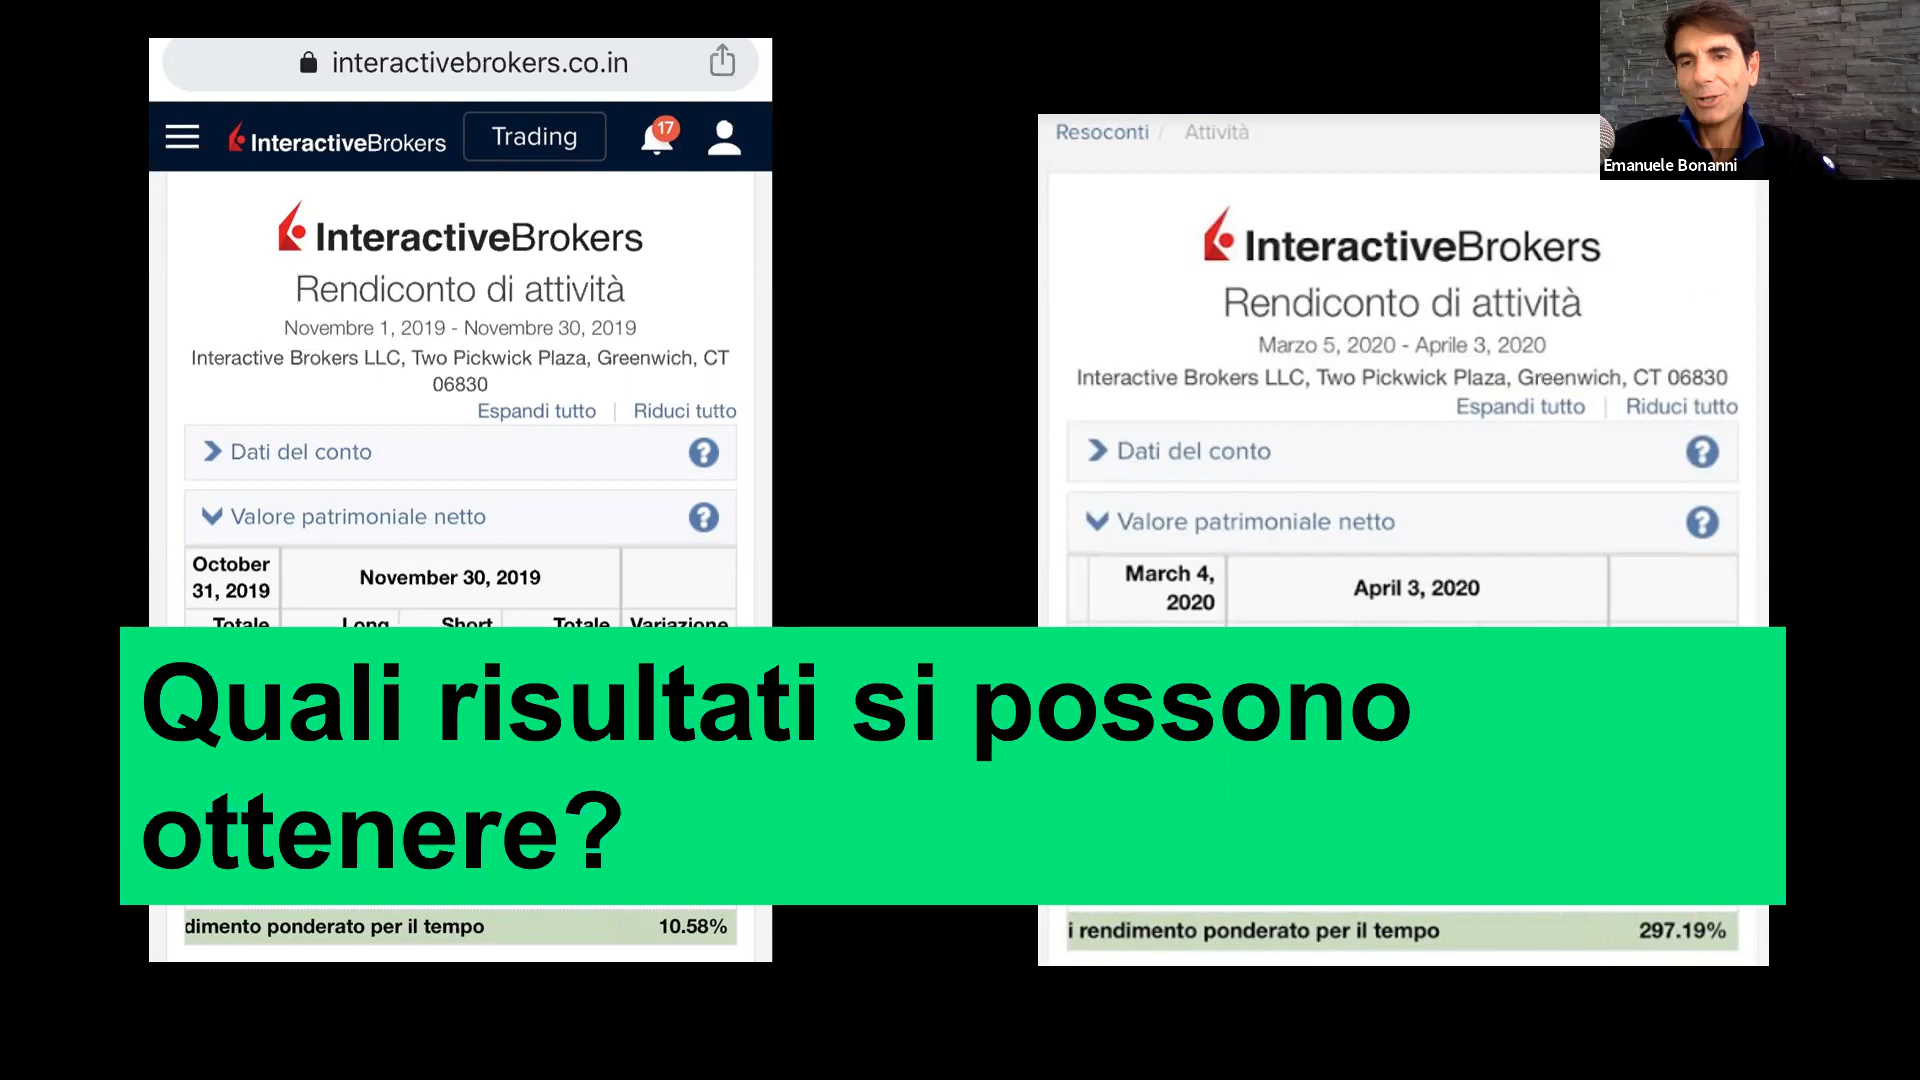 interactivebrokers.co.in
InteractiveBrokers
Trading
17
InteractiveBrokers
Rendiconto di attività
Novembre 1, 2019 - Novembre 30, 2019
Interactive Brokers LLC, Two Pickwick Plaza, Greenwich, CT
06830
Espandi tutto | Riduci tutto
Dati del conto ?
Valore patrimoniale netto ?
October
31, 2019
November 30, 2019
Totale Long Short Totale Variazione
Resoconti / Attività
InteractiveBrokers
Rendiconto di attività
Marzo 5, 2020 - Aprile 3, 2020
Interactive Brokers LLC, Two Pickwick Plaza, Greenwich, CT 06830
Espandi tutto | Riduci tutto
Dati del conto ?
Valore patrimoniale netto ?
March 4,
2020
April 3, 2020
Emanuele Bonanni
Quali risultati si possono
ottenere?
dimento ponderato per il tempo 10.58%
i rendimento ponderato per il tempo 297.19%